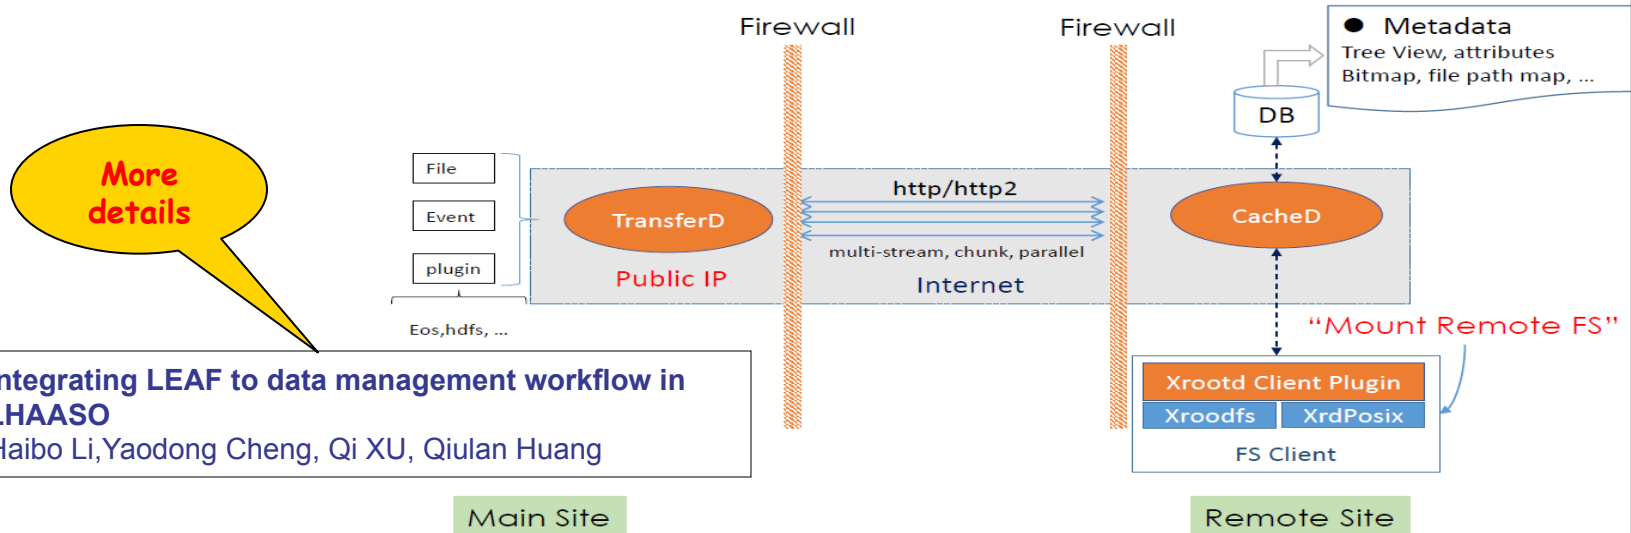 Firewall
Firewall
● Metadata
Tree View, attributes
Bitmap, file path map, ...
DB
More
details
File
Event
plugin
Eos,hdfs, ...
TransferD
Public IP
http/http2
multi-stream, chunk, parallel
Internet
CacheD
“Mount Remote FS”
Xrootd Client Plugin
Xroodfs
XrdPosix
FS Client
ntegrating LEAF to data management workflow in
LHAASO
Haibo Li,Yaodong Cheng, Qi XU, Qiulan Huang
Main Site
Remote Site